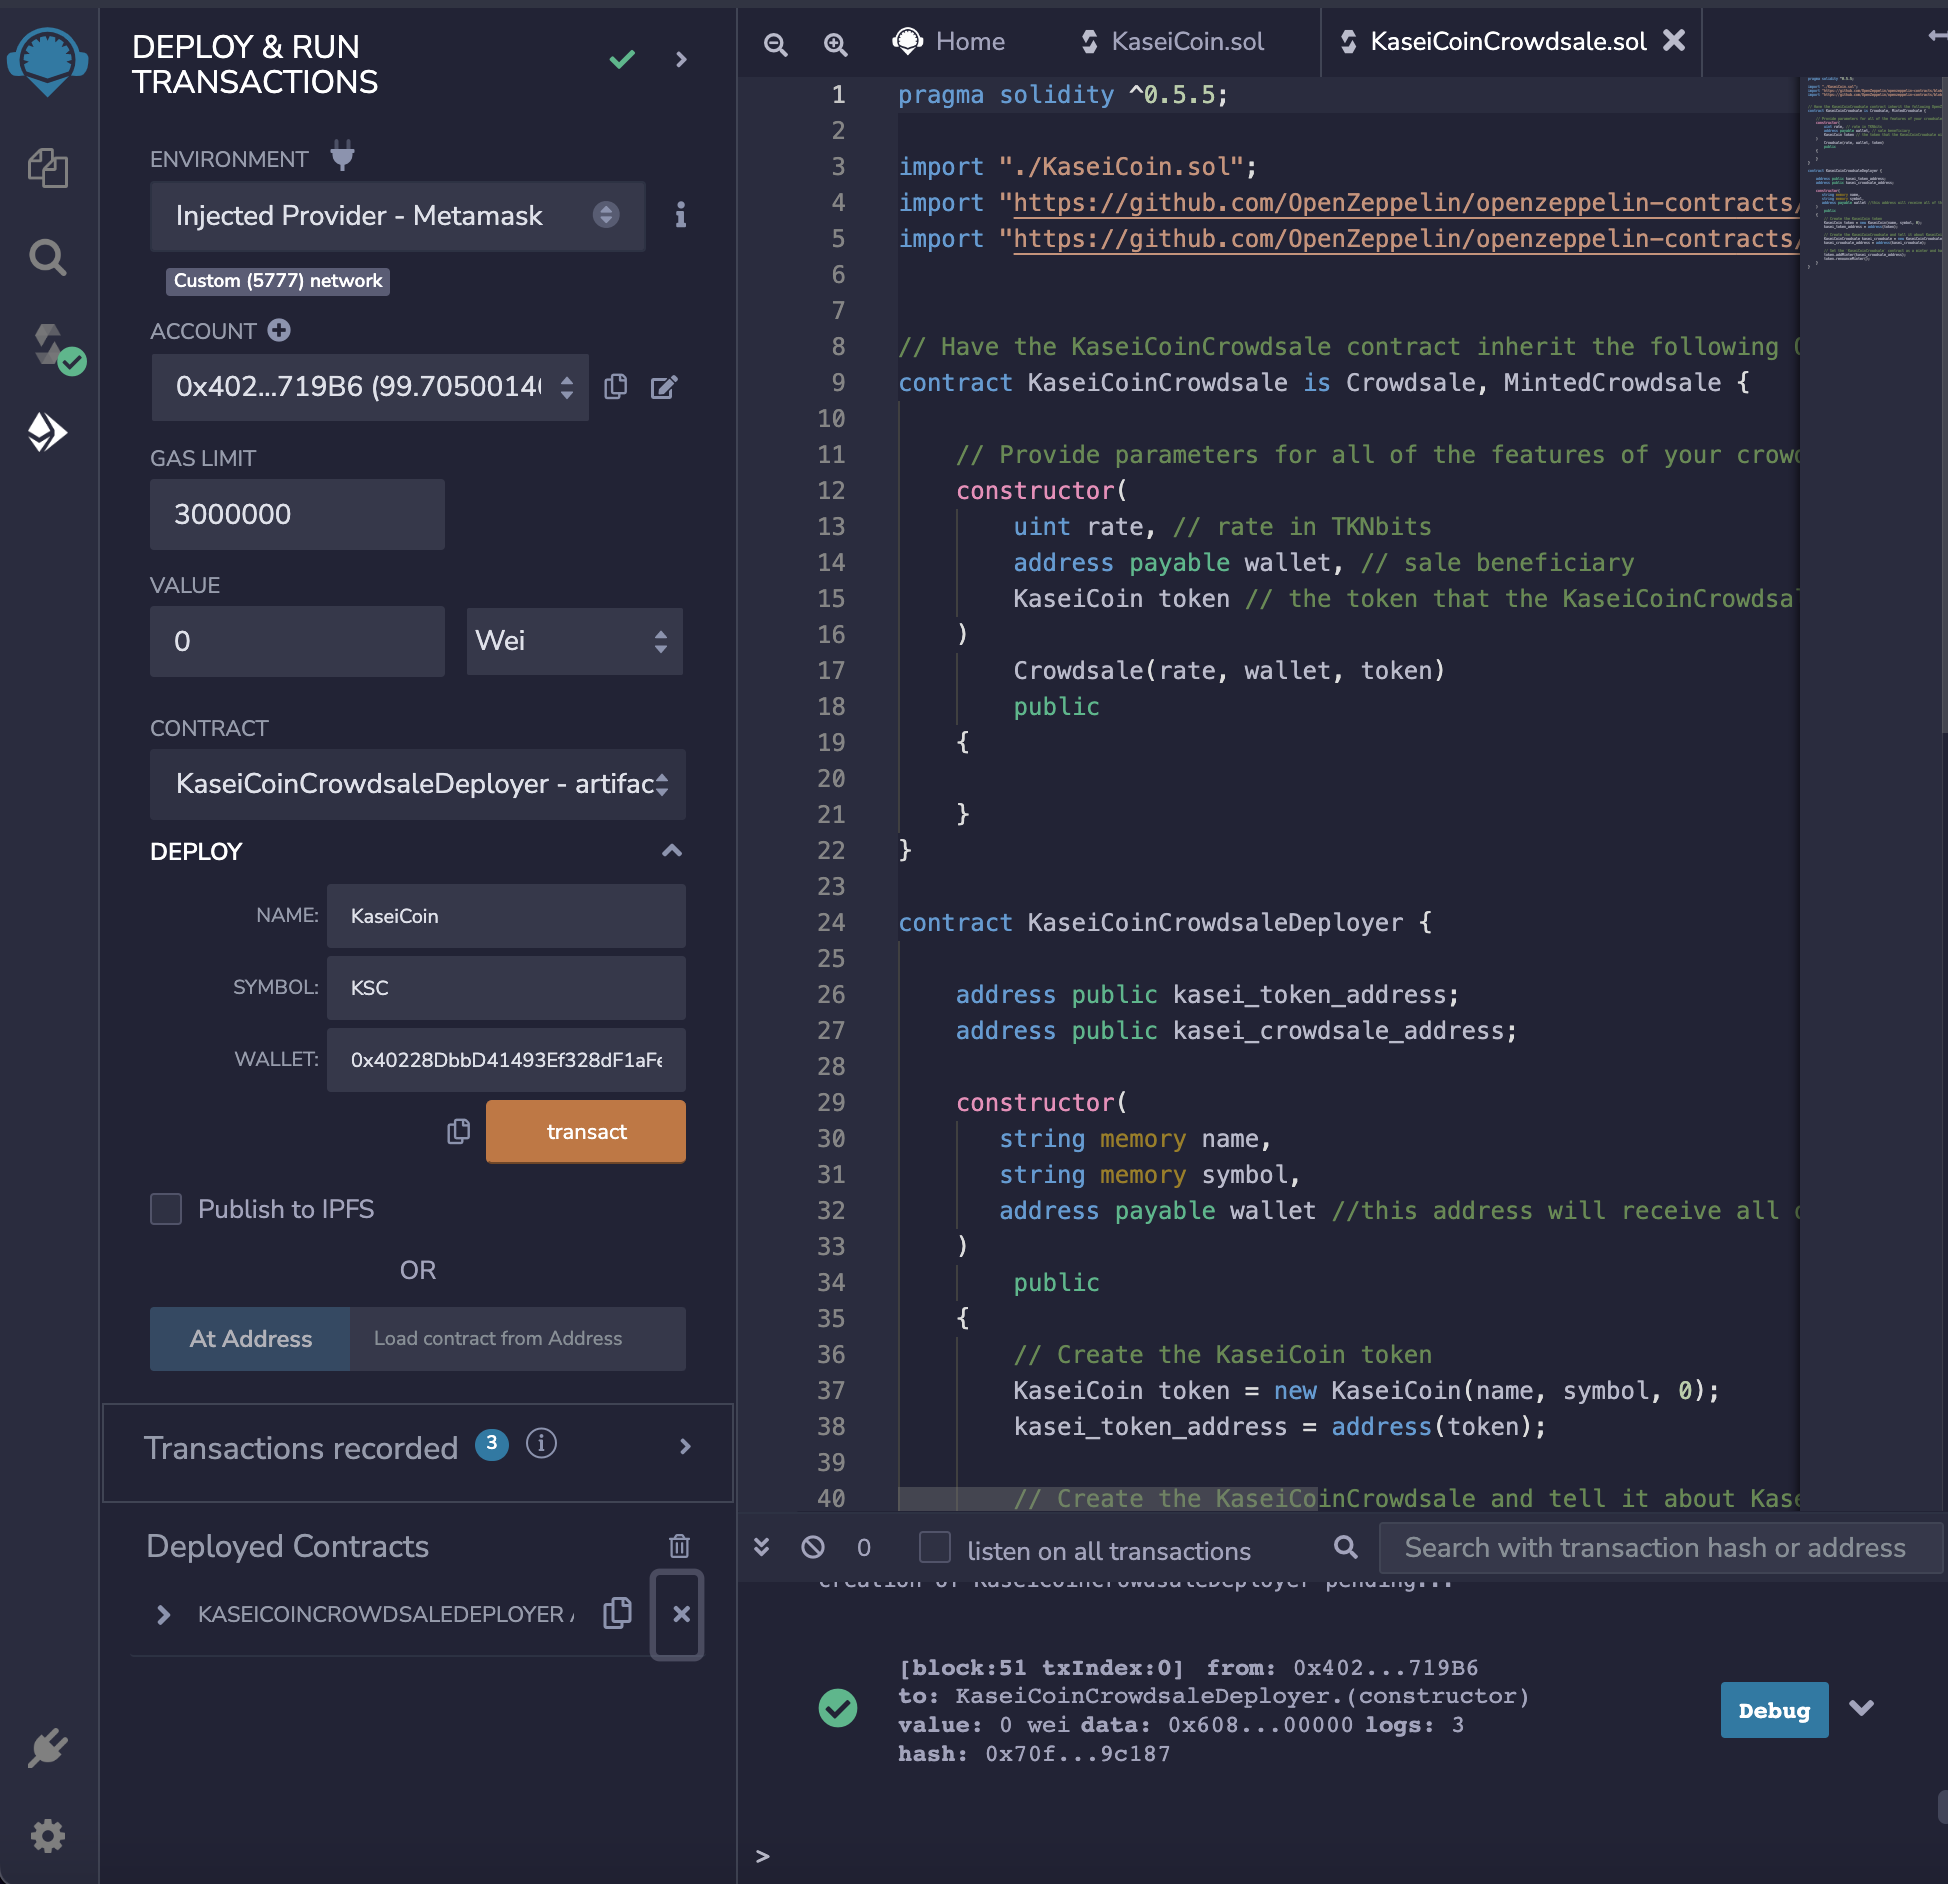 DEPLOY & RUN
TRANSACTIONS
ENVIRONMENT
Injected Provider - Metamask
Custom (5777) network
ACCOUNT
0x402...719B6 (99.7050014
GAS LIMIT
3000000
VALUE
0
Wei
CONTRACT
KaseiCoinCrowdsaleDeployer - artifac
DEPLOY
NAME: KaseiCoin
SYMBOL: KSC
WALLET: 0x40228DbbD41493Ef328dF1aFe
transact
Publish to IPFS
OR
At Address
Load contract from Address
Transactions recorded 3
Deployed Contracts
KASEICOINCROWDSALEDEPLOYER
Home
KaseiCoin.sol
KaseiCoinCrowdsale.sol
1 pragma solidity ^0.5.5;
2
3 import "./KaseiCoin.sol";
4 import "https://github.com/OpenZeppelin/openzeppelin-contracts/
5 import "https://github.com/OpenZeppelin/openzeppelin-contracts/
6
7
8 // Have the KaseiCoinCrowdsale contract inherit the following
9 contract KaseiCoinCrowdsale is Crowdsale, MintedCrowdsale {
10
11 // Provide parameters for all of the features of your crow
12 constructor(
13 uint rate, // rate in TKNbits
14 address payable wallet, // sale beneficiary
15 KaseiCoin token // the token that the KaseiCoinCrowdsa
16 )
17 Crowdsale(rate, wallet, token)
18 public
19 {
20
21 }
22 }
23
24 contract KaseiCoinCrowdsaleDeployer {
25
26 address public kasei_token_address;
27 address public kasei_crowdsale_address;
28
29 constructor(
30 string memory name,
31 string memory symbol,
32 address payable wallet //this address will receive all
33 )
34 public
35 {
36 // Create the KaseiCoin token
37 KaseiCoin token = new KaseiCoin(name, symbol, 0);
38 kasei_token_address = address(token);
39
40 // Create the KaseiCoinCrowdsale and tell it about Kase
0
listen on all transactions
Search with transaction hash or address
creation of KaseiCoinCrowdsaleDeployer pending...
[block:51 txIndex:0] from: 0x402...719B6
to: KaseiCoinCrowdsaleDeployer.(constructor)
value: 0 wei data: 0x608...00000 logs: 3
hash: 0x70f...9c187
Debug
>